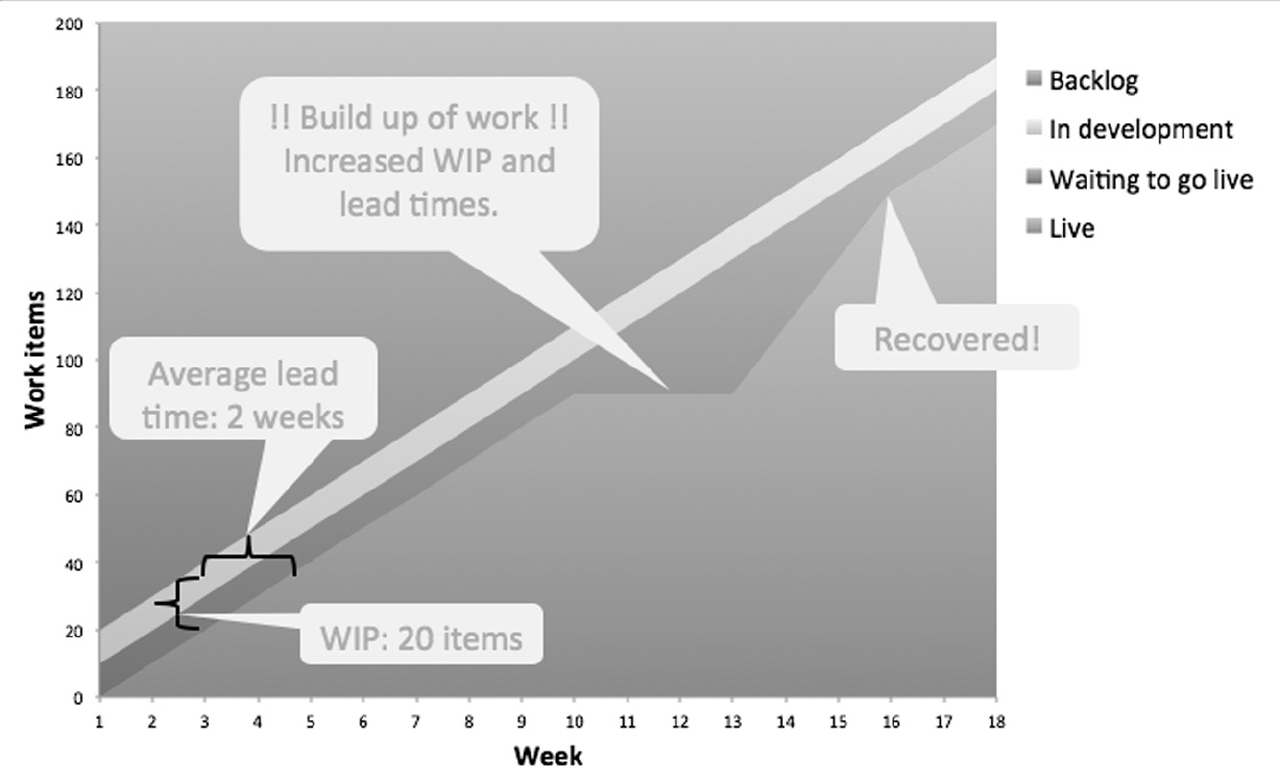 200
180
160
140
120
100
80
60
40
20
0
Work items
!! Build up of work !!
Increased WIP and
lead times.
Average lead
time: 2 weeks
WIP: 20 items
Recovered!
Backlog
In development
Waiting to go live
Live
1 2 3 4 5 6 7 8 9 10 11 12 13 14 15 16 17 18
Week